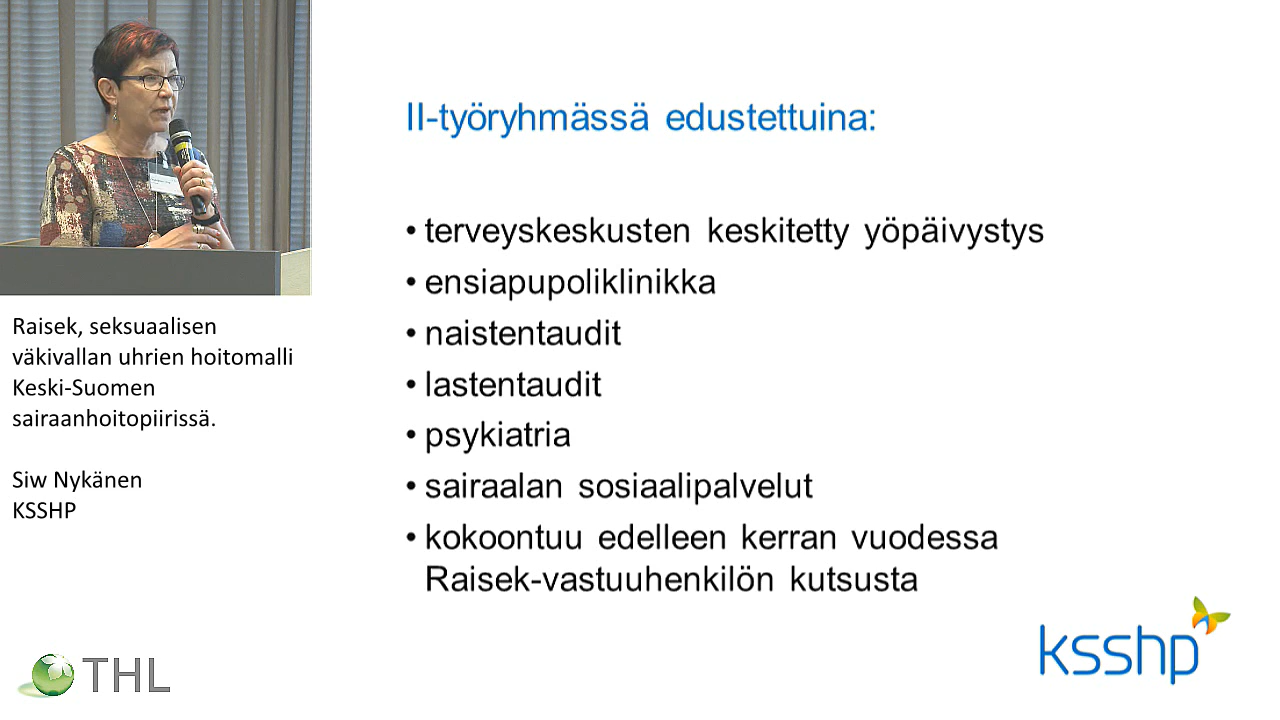 Raisek, seksuaalisen
väkivallan uhrien hoitomalli
Keski-Suomen
sairaanhoitopiirissä.
Siw Nykänen
KSSHP
THL
II-työryhmässä edustettuina:
• terveyskeskusten keskitetty yöpäivystys
• ensiapupoliklinikka
• naistentaudit
• lastentaudit
• psykiatria
• sairaalan sosiaalipalvelut
• kokoontuu edelleen kerran vuodessa
Raisek-vastuuhenkilön kutsusta
ksshp